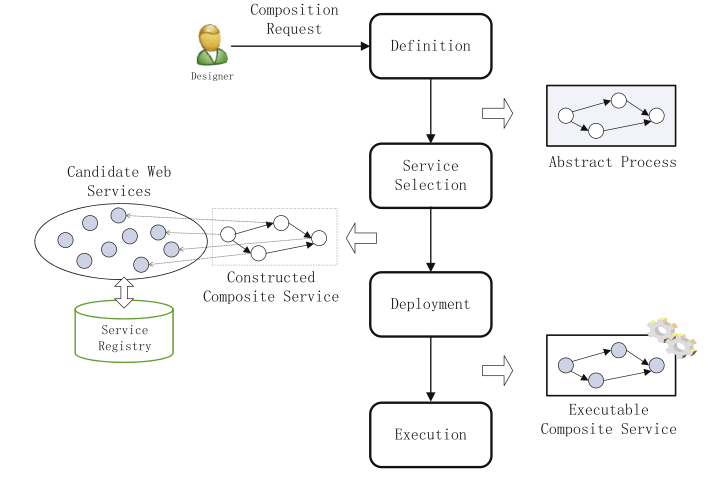 Composition
Request
Designer
Definition
Abstract Process
Service
Selection
Candidate Web
Services
Constructed
Composite Service
Deployment
Service
Registry
Executable
Composite Service
Execution